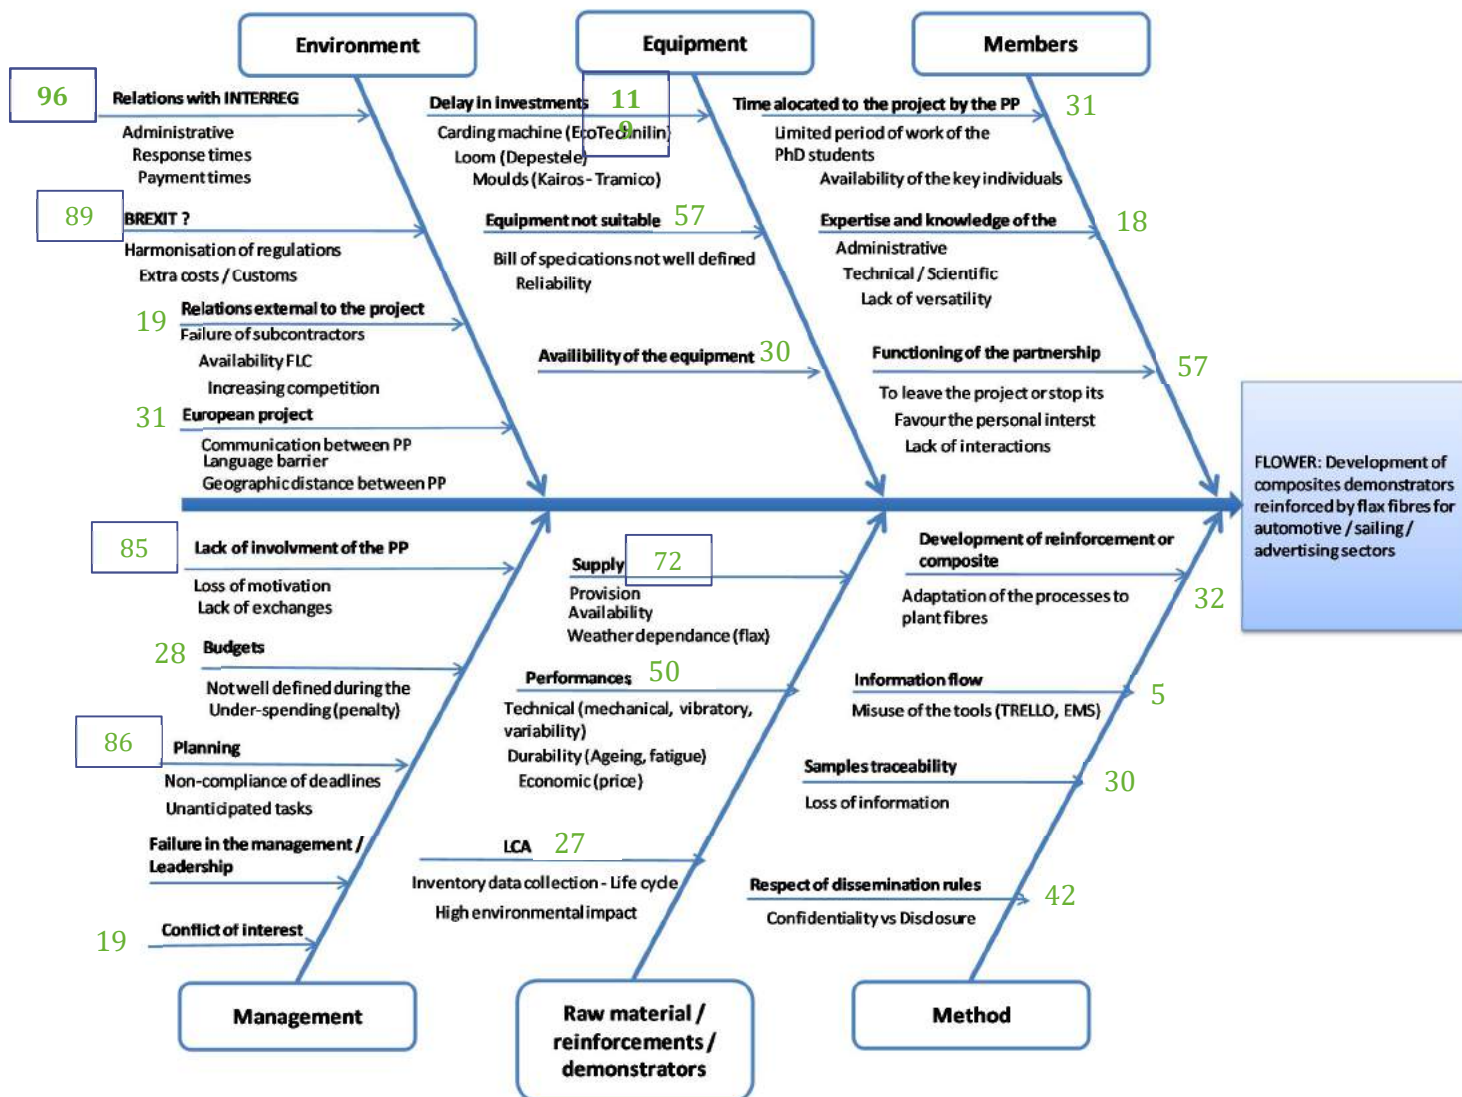 Environment
Equipment
Members
96
Relations with INTERREG
Administrative
Response times
Payment times
89
BREXIT ?
Harmonisation of regulations
Extra costs / Customs
19
Relations external to the project
Failure of subcontractors
Availability FLC
Increasing competition
31
European project
Communication between PP
Language barrier
Geographic distance between PP
Delay in investments
11
9
Carding machine (EcoTechnilin)
Loom (Depestele)
Moulds (Kairos - Tramico)
Equipment not suitable
57
Bill of specications not well defined
Reliability
Availibility of the equipment
30
Time alocated to the project by the PP
31
Limited period of work of the
PhD students
Availability of the key individuals
Expertise and knowledge of the
18
Administrative
Technical / Scientific
Lack of versatility
Functioning of the partnership
57
To leave the project or stop its
Favour the personal interst
Lack of interactions
FLOWER: Development of
composites demonstrators
reinforced by flax fibres for
automotive / sailing /
advertising sectors
85
Lack of involvment of the PP
Loss of motivation
Lack of exchanges
28
Budgets
Not well defined during the
Under-spending (penalty)
86
Planning
Non-compliance of deadlines
Unanticipated tasks
Failure in the management /
Leadership
19
Conflict of interest
Supply
72
Provision
Availability
Weather dependance (flax)
Performances
50
Technical (mechanical, vibratory,
variability)
Durability (Ageing, fatigue)
Economic (price)
LCA
27
Inventory data collection - Life cycle
High environmental impact
Development of reinforcement or
composite
32
Adaptation of the processes to
plant fibres
Information flow
5
Misuse of the tools (TRELLO, EMS)
Samples traceability
30
Loss of information
Respect of dissemination rules
42
Confidentiality vs Disclosure
Management
Raw material /
reinforcements /
demonstrators
Method